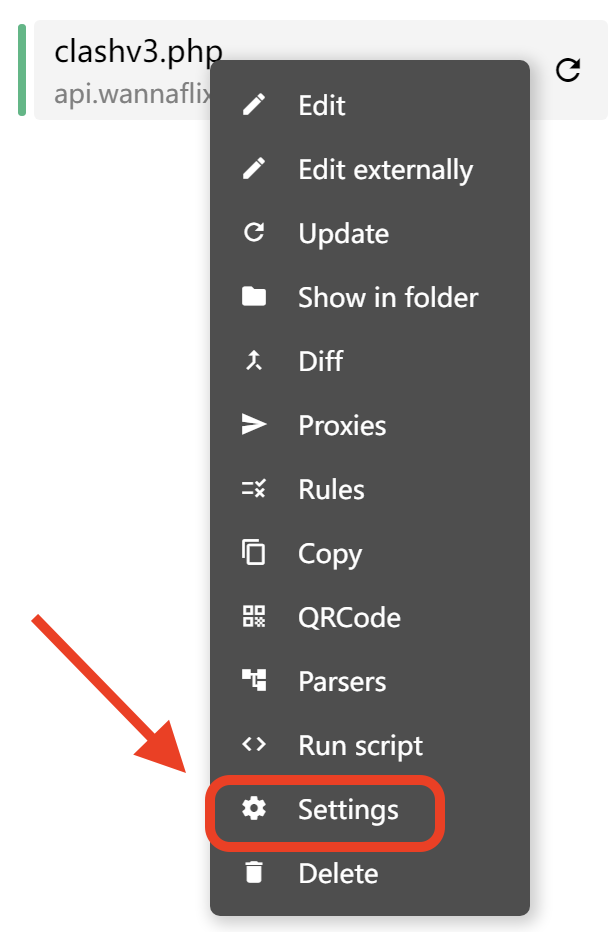 clashv3.php
api.wannaflix
Edit
Edit externally
Update
Show in folder
Diff
Proxies
Rules
Copy
QRCode
Parsers
Run script
Settings
Delete